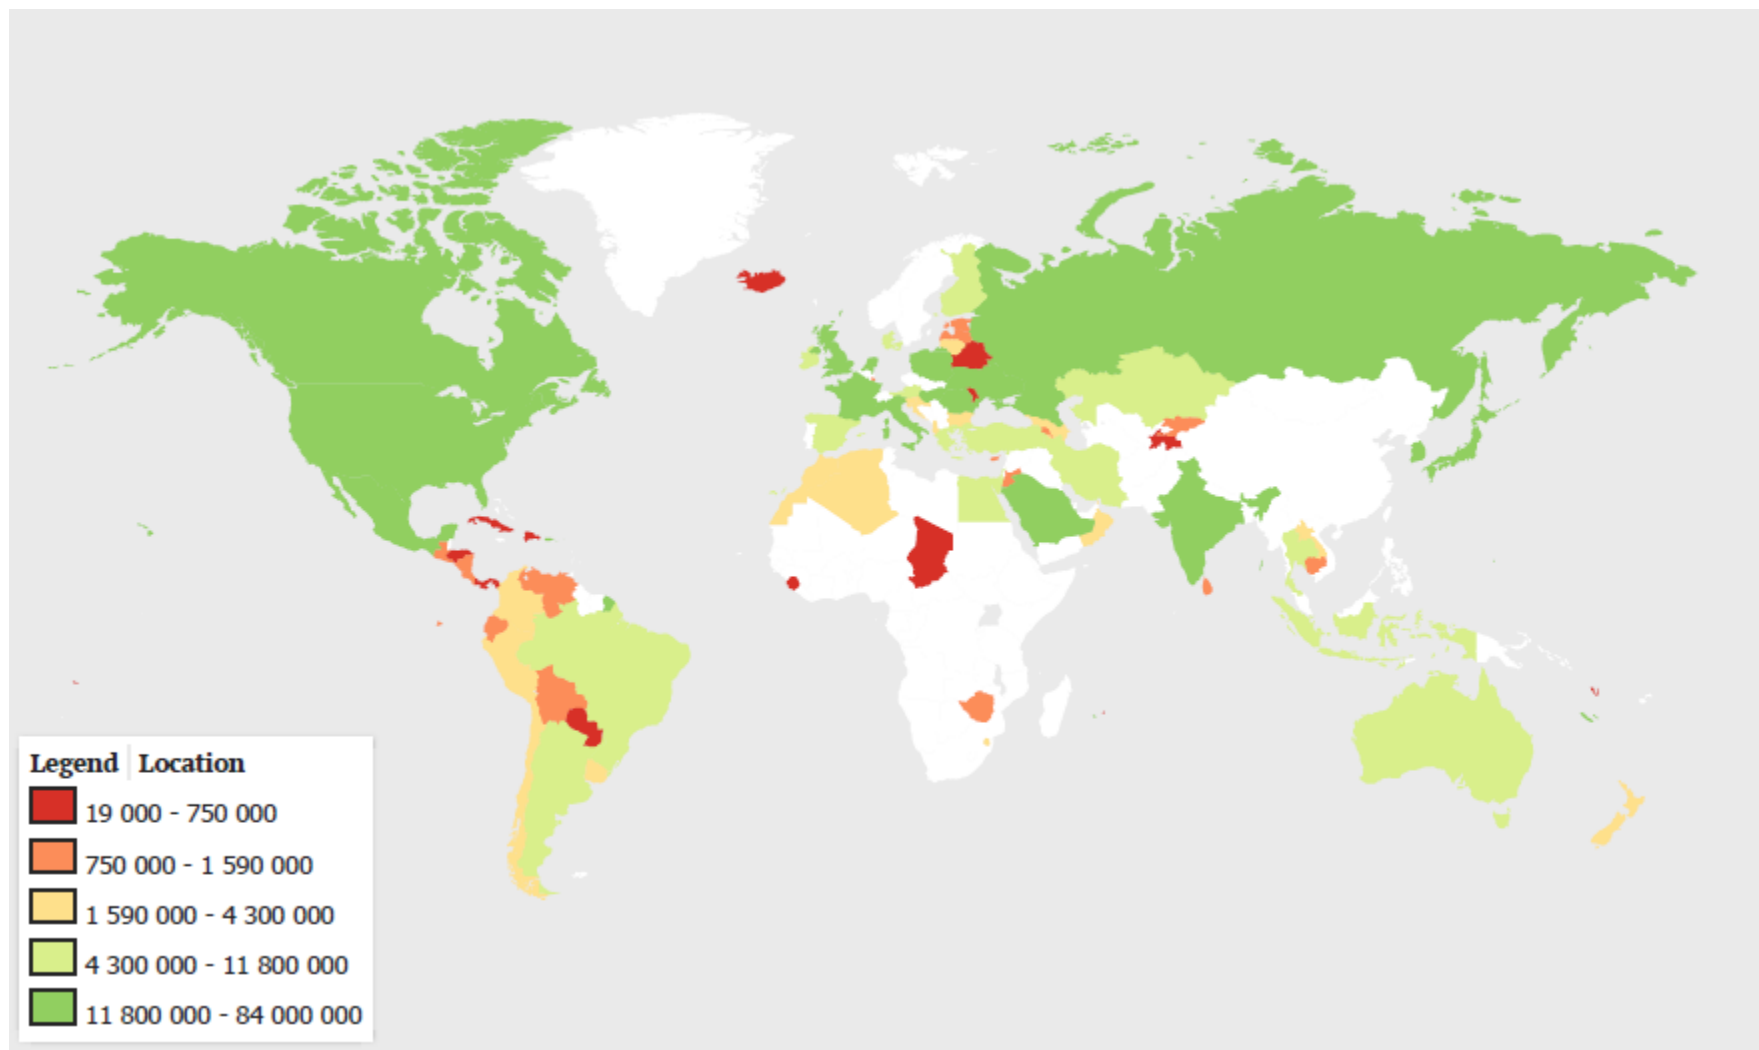 Legend Location
19 000 - 750 000
750 000 - 1 590 000
1 590 000 - 4 300 000
4 300 000 - 11 800 000
11 800 000 - 84 000 000